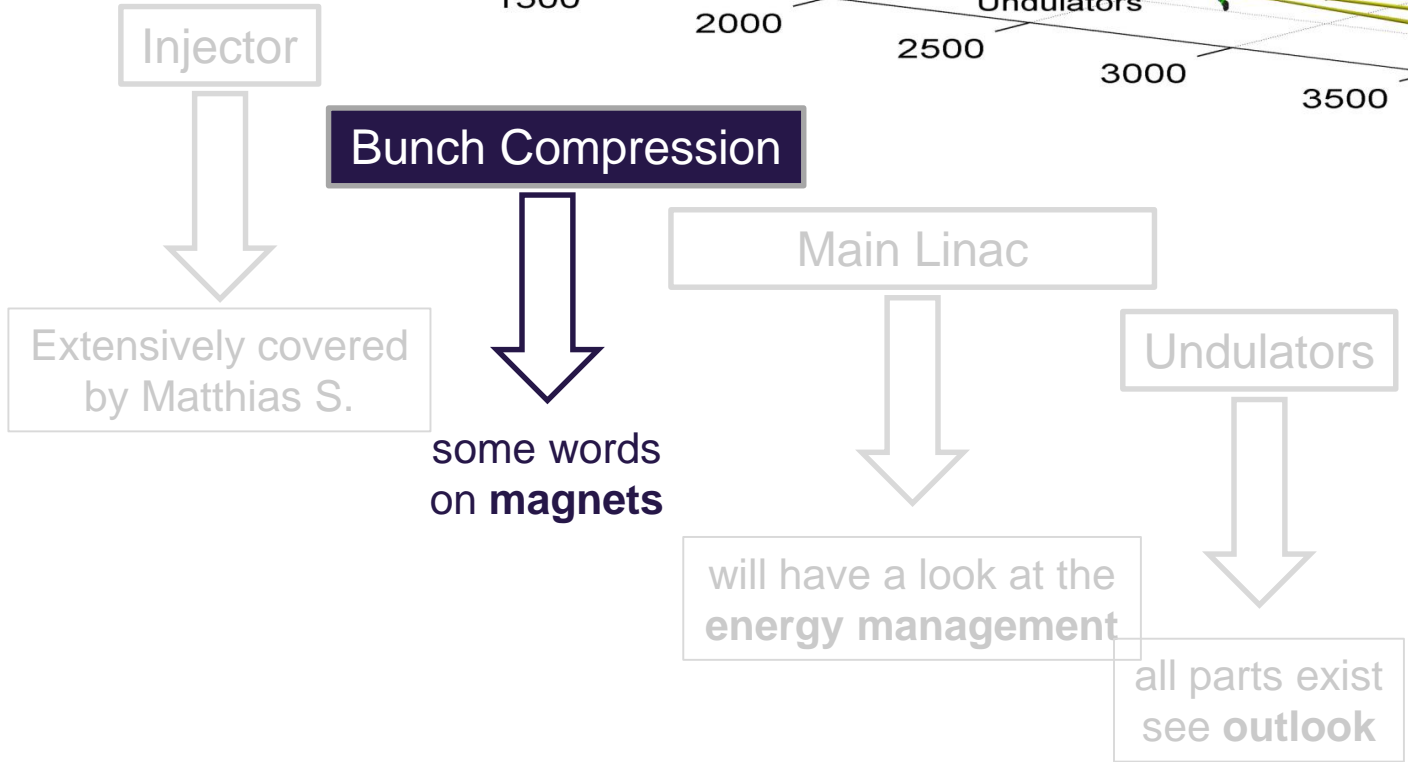 1500
2000
Undulators
2500
3000
3500
Injector
Bunch Compression
Main Linac
Extensively covered
by Matthias S.
Undulators
some words
on magnets
will have a look at the
energy management
all parts exist
see outlook